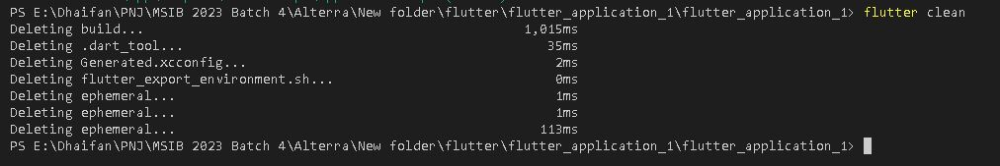 PS E:\Dhaifan\PNJ\MSIB 2023 Batch 4\Alterra\New folder\flutter\flutter_application_1\flutter_application_1> flutter clean
Deleting build... 1,015ms
Deleting .dart_tool... 35ms
Deleting Generated.xcconfig... 2ms
Deleting flutter_export_environment.sh... 0ms
Deleting ephemeral... 1ms
Deleting ephemeral... 1ms
Deleting ephemeral... 113ms
PS E:\Dhaifan\PNJ\MSIB 2023 Batch 4\Alterra\New folder\flutter\flutter_application_1\flutter_application_1>